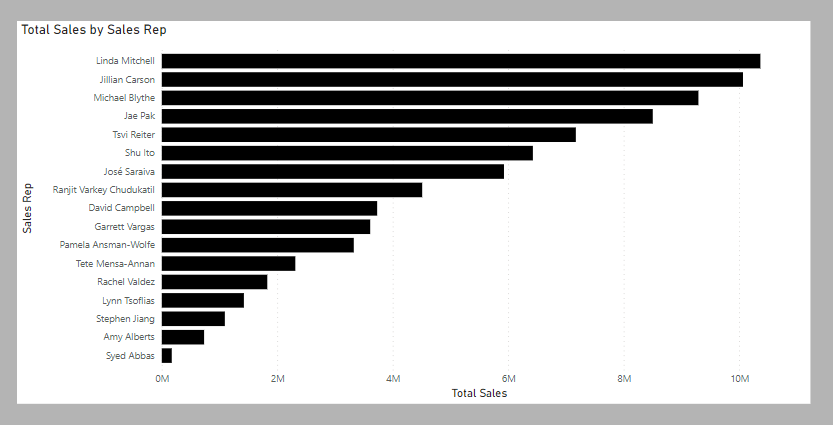 Total Sales by Sales Rep
Linda Mitchell
Jillian Carson
Michael Blythe
Jae Pak
Tsvi Reiter
Shu Ito
José Saraiva
Ranjit Varkey Chudukatil
David Campbell
Garrett Vargas
Pamela Ansman-Wolfe
Tete Mensa-Annan
Rachel Valdez
Lynn Tsoflias
Stephen Jiang
Amy Alberts
Syed Abbas
Sales Rep
0M 2M 4M 6M 8M 10M
Total Sales